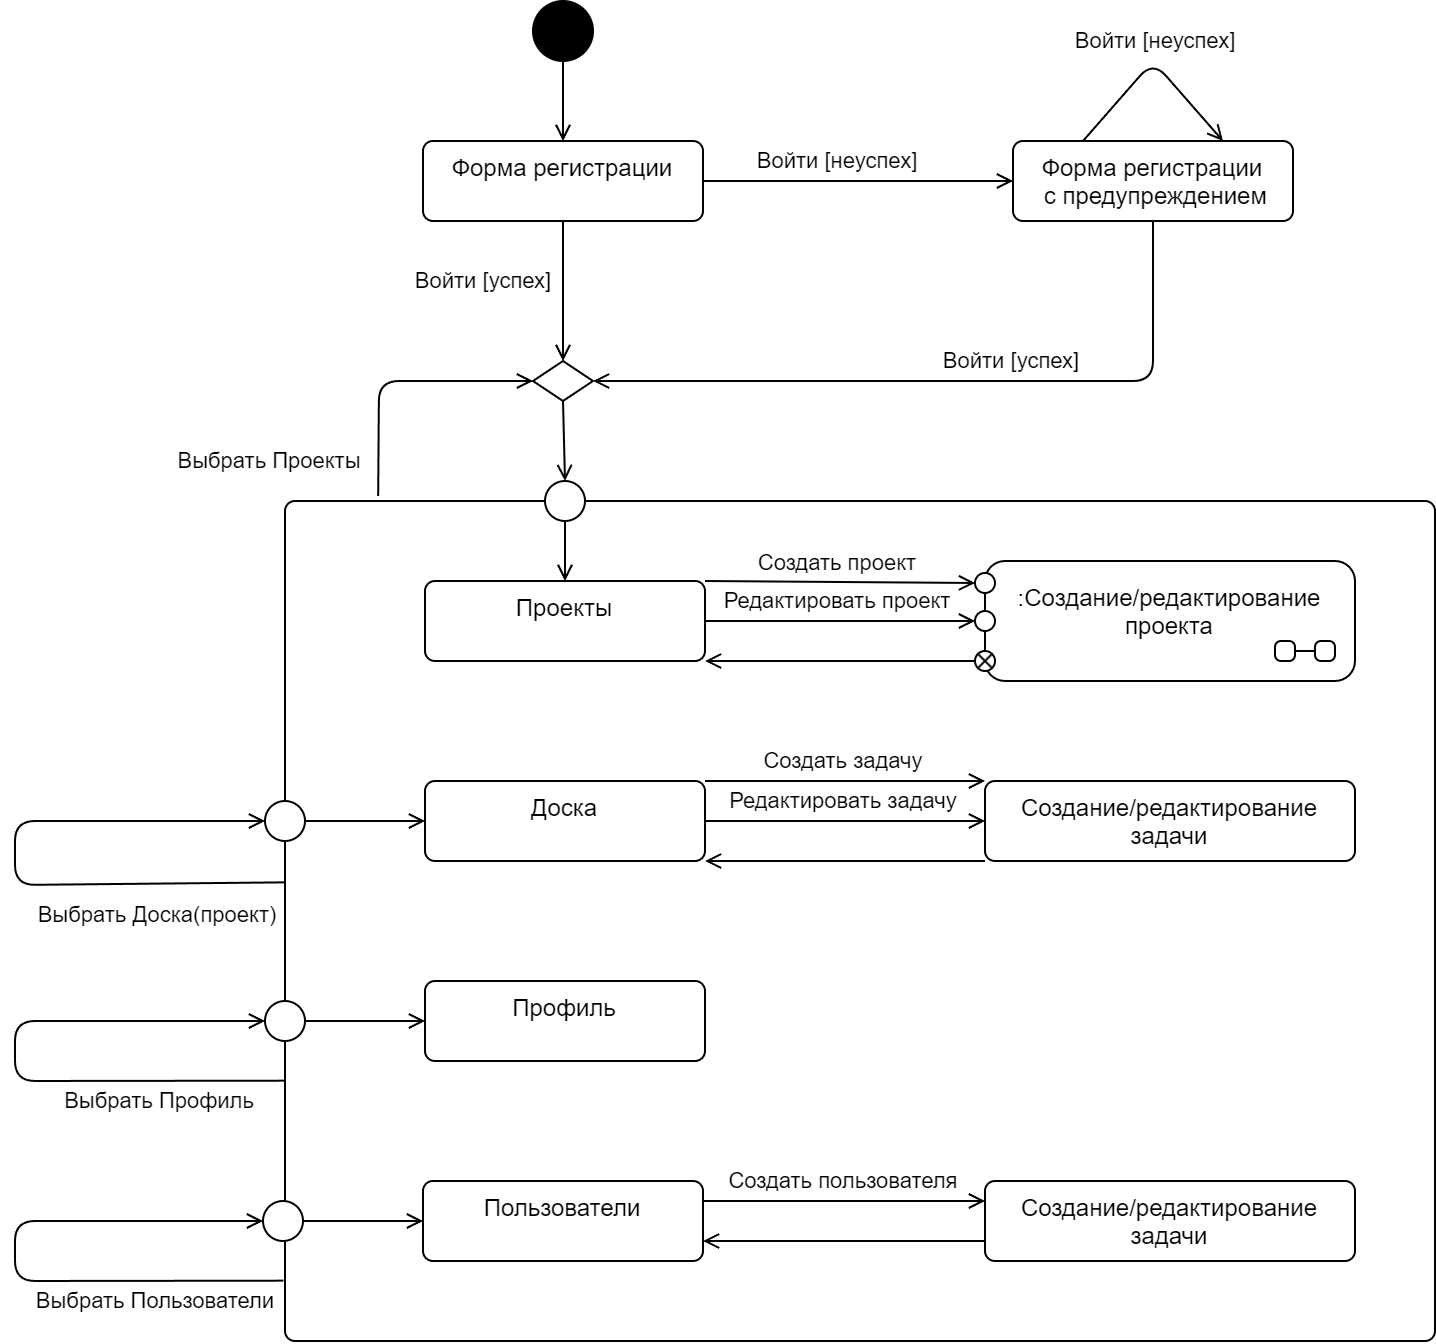 Войти [неуспех]
Форма регистрации
Войти [неуспех]
Форма регистрации
с предупреждением
Войти [успех]
Войти [успех]
Выбрать Проекты
Создать проект
Проекты
Редактировать проект
:Создание/редактирование
проекта
Создать задачу
Доска
Редактировать задачу
Создание/редактирование
задачи
Выбрать Доска(проект)
Профиль
Выбрать Профиль
Создать пользователя
Пользователи
Создание/редактирование
задачи
Выбрать Пользователи